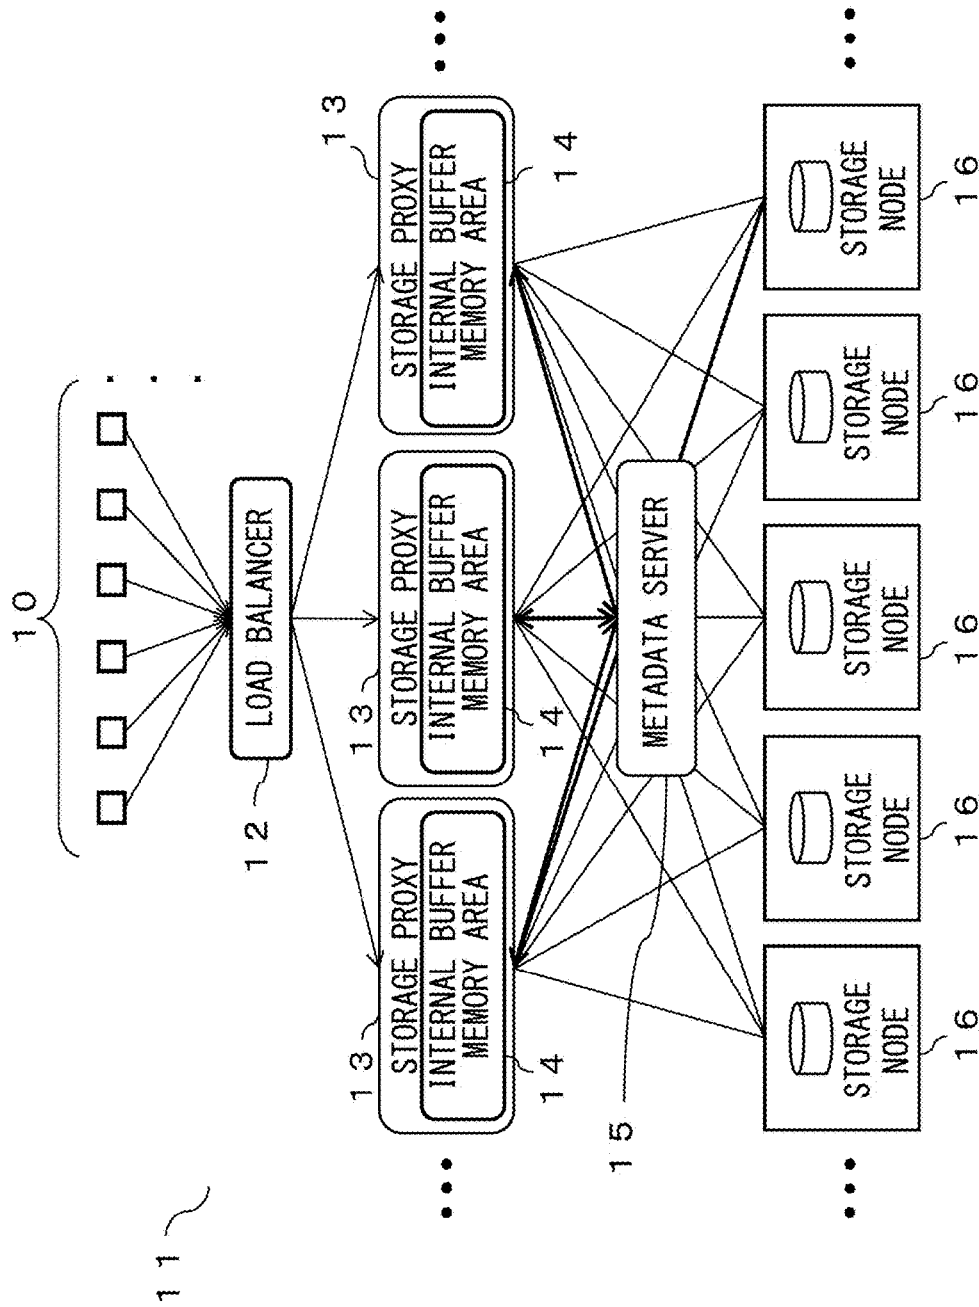 11
10
12
LOAD BALANCER
13
STORAGE PROXY
INTERNAL BUFFER
MEMORY AREA
14
13
STORAGE PROXY
INTERNAL BUFFER
MEMORY AREA
14
13
STORAGE PROXY
INTERNAL BUFFER
MEMORY AREA
14
15
METADATA SERVER
STORAGE
NODE
16
STORAGE
NODE
16
STORAGE
NODE
16
STORAGE
NODE
16
STORAGE
NODE
16